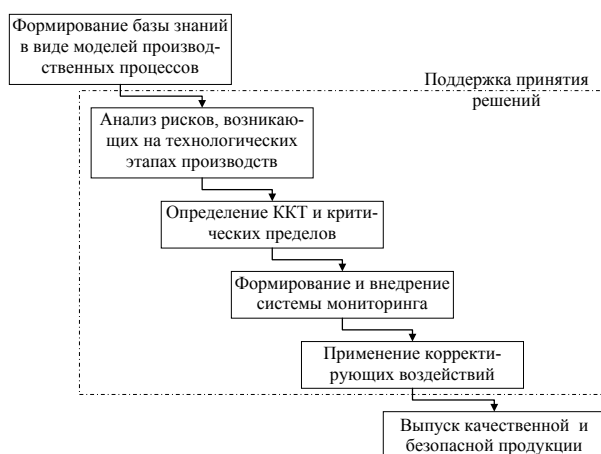 Формирование базы знаний
в виде моделей производ-
ственных процессов
Поддержка принятия
решений
Анализ рисков, возникаю-
щих на технологических
этапах производств
Определение ККТ и крити-
ческих пределов
Формирование и внедрение
системы мониторинга
Применение корректи-
рующих воздействий
Выпуск качественной и
безопасной продукции